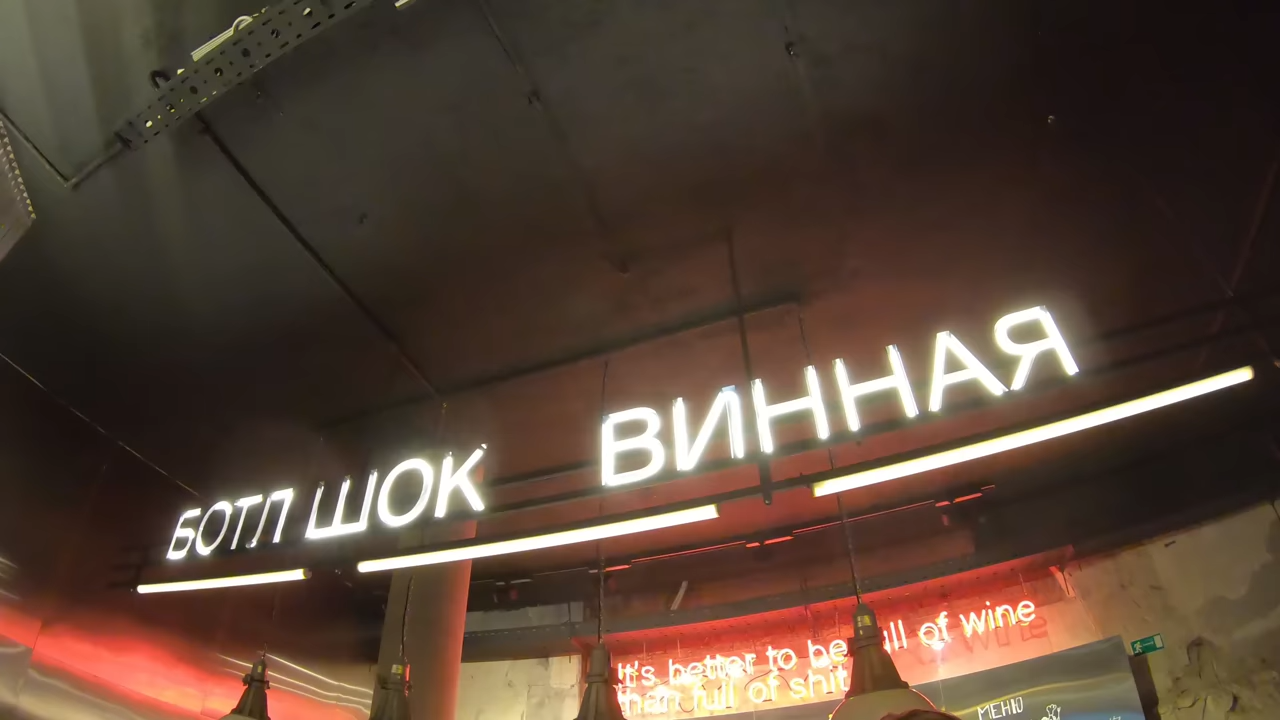 БОТЛ ШОК ВИННАЯ
It's better to be full of wine
than full of shit
МЕНЮ